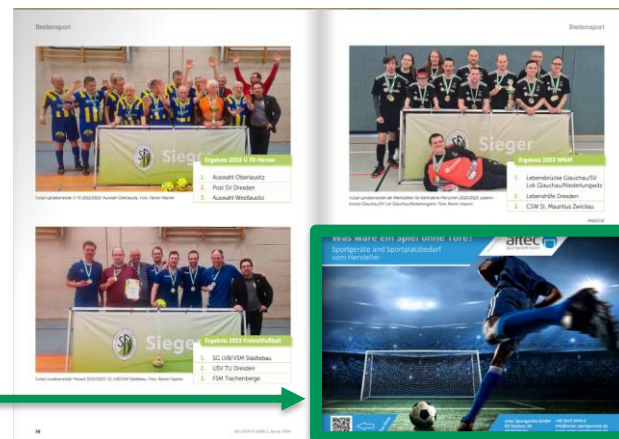 Breitensport
Breitensport
Sieger
Ergebnis 2023 Ü 70 Herren
1. Auswahl Oberlausitz
2. Post SV Dresden
3. Auswahl Westlausitz
Futsal-Landesmeister Ü 70 2022/2023: Auswahl Oberlausitz. Foto: Rainer Hepner
Sieger
Ergebnis 2023 Freizeitfußball
1. SG LVB/VSM Städtebau
2. USV TU Dresden
3. FSM Trachenberge
Sieger
Ergebnis 2023 WfbM
1. Lebensbrücke Glauchau/SV
Lok Glauchau/Niederlungwitz
2. Lebenshilfe Dresden
3. CSW St. Mauritius Zwickau
Was wäre ein Spiel ohne Tore?
Sportgeräte und Sportplatzbedarf
vom Hersteller
artec